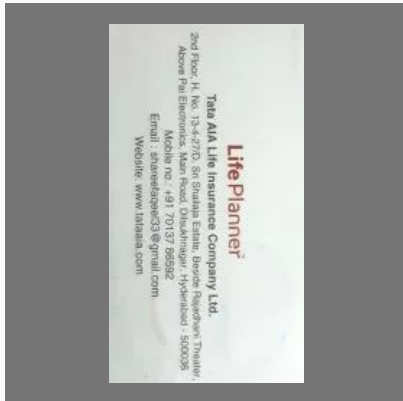 LifePlanner
Tata AIA Life Insurance Company Ltd.
2nd Floor, H. No. 13-4-27/D, Sri Shailaja Estate, Beside Rajadhani Theater,
Above Pai Electronics, Main Road, Dilsukhnagar, Hyderabad - 500036
Mobile no.: +91 70137 86592
Email : shareefaqeel33@gmail.com
Website: www.tataaia.com